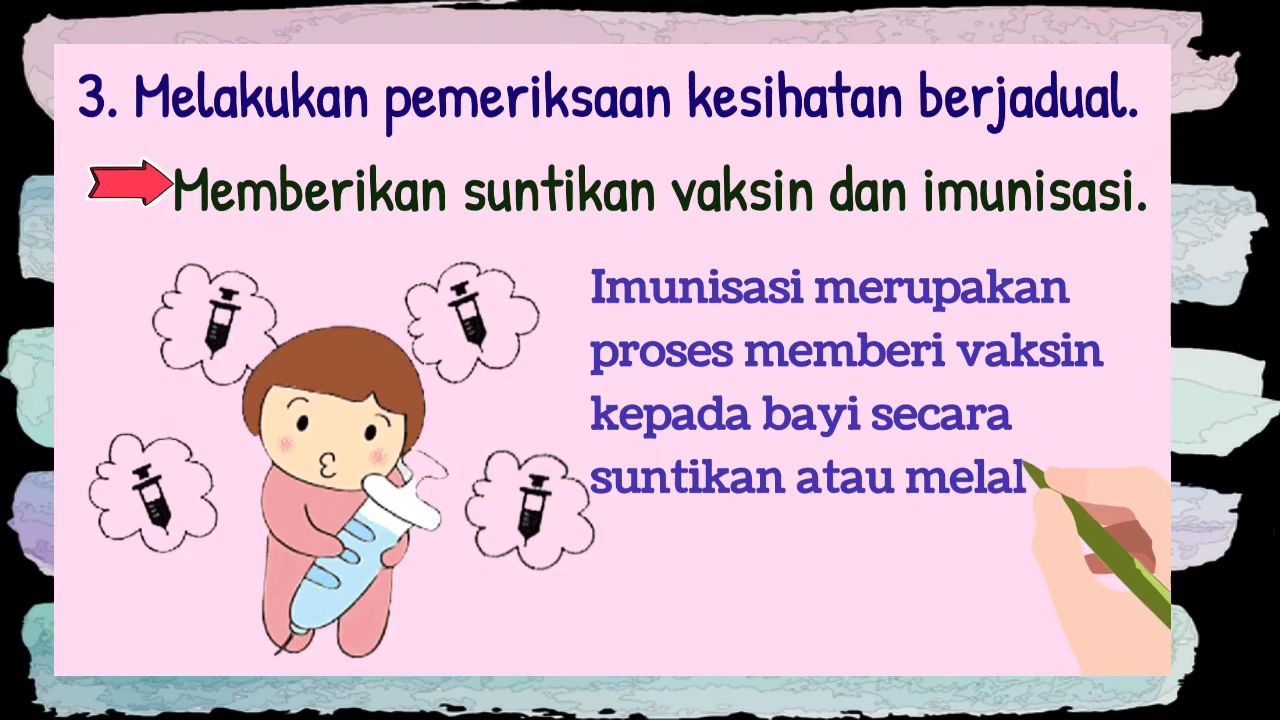 3. Melakukan pemeriksaan kesihatan berjadual.
Memberikan suntikan vaksin dan imunisasi.
Imunisasi merupakan
proses memberi vaksin
kepada bayi secara
suntikan atau melal